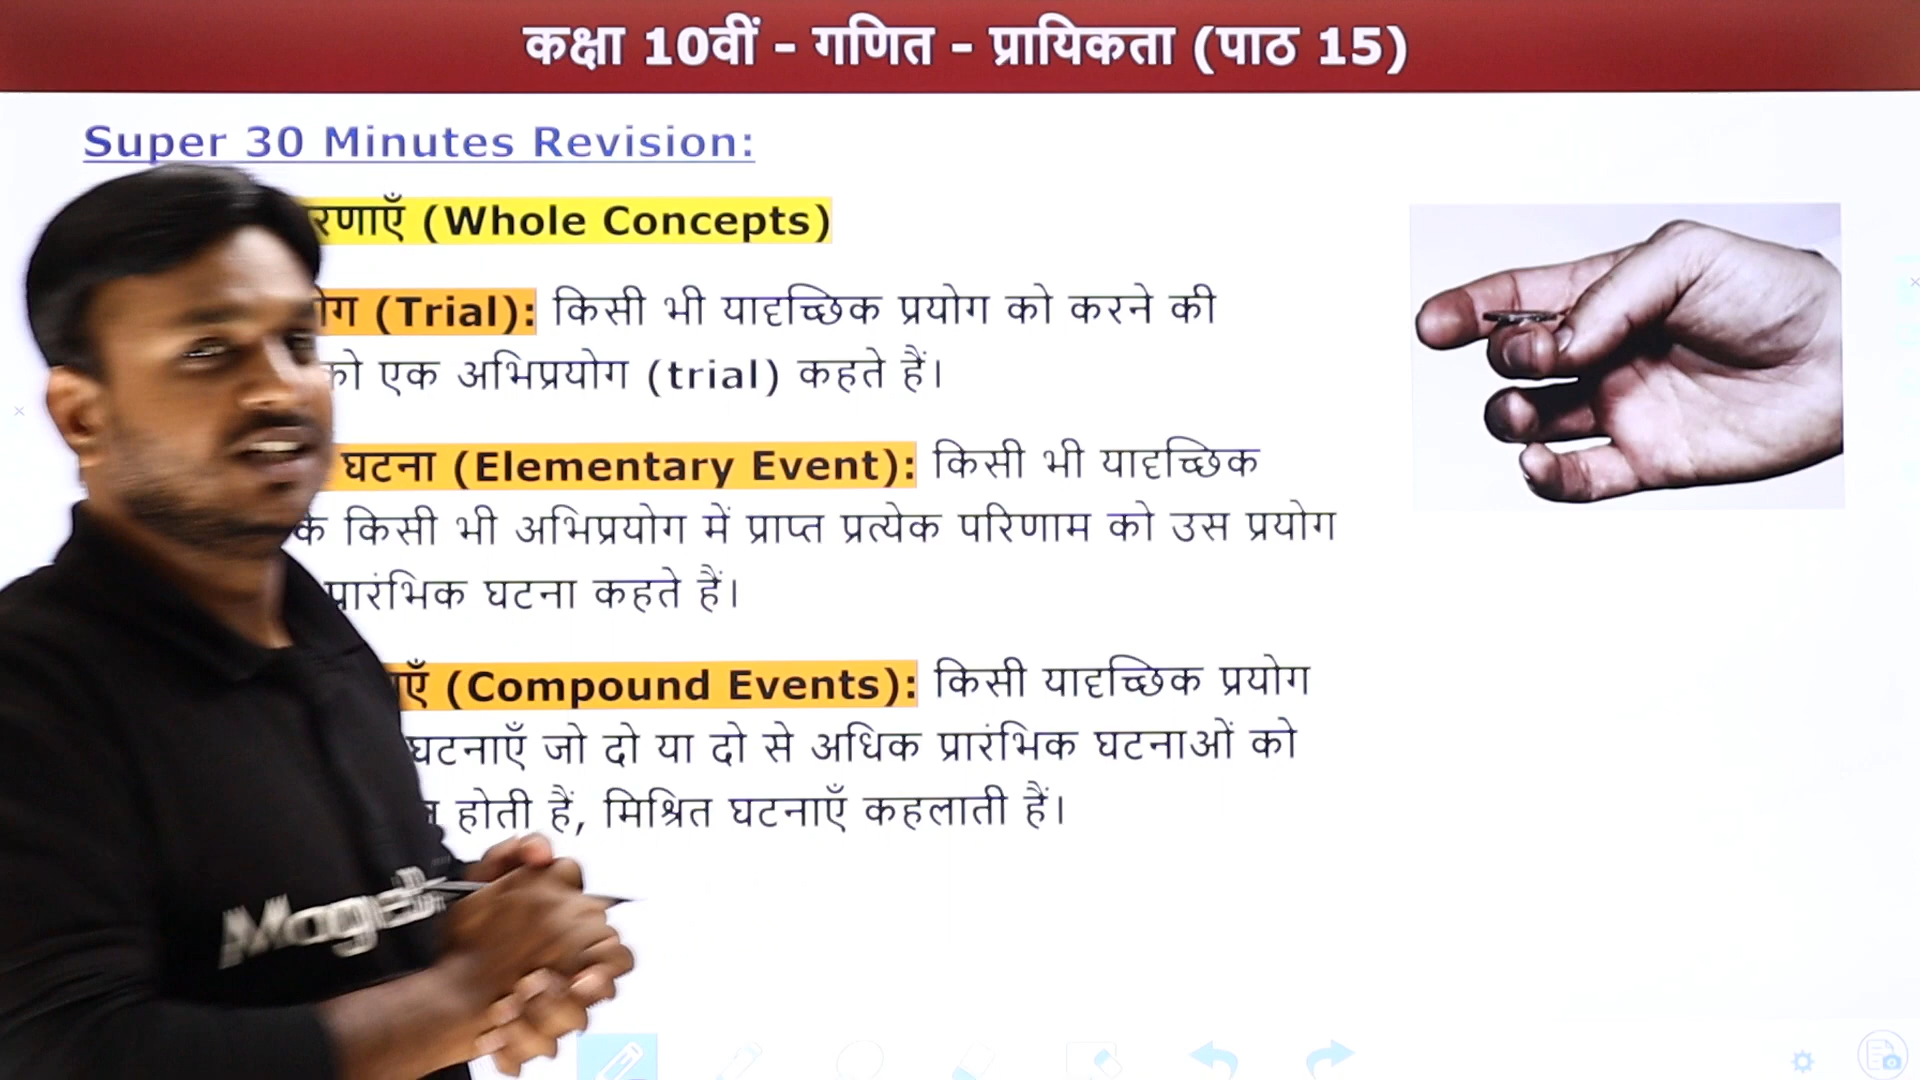 कक्षा 10वीं - गणित - प्रायिकता (पाठ 15)
Super 30 Minutes Revision:
(Whole Concepts)
(Trial): किसी भी यादृच्छिक प्रयोग को करने की
को एक अभिप्रयोग (trial) कहते हैं।
घटना (Elementary Event): किसी भी यादृच्छिक
के किसी भी अभिप्रयोग में प्राप्त प्रत्येक परिणाम को उस प्रयोग
प्रारंभिक घटना कहते हैं।
(Compound Events): किसी यादृच्छिक प्रयोग
घटनाएँ जो दो या दो से अधिक प्रारंभिक घटनाओं को
होती हैं, मिश्रित घटनाएँ कहलाती हैं।